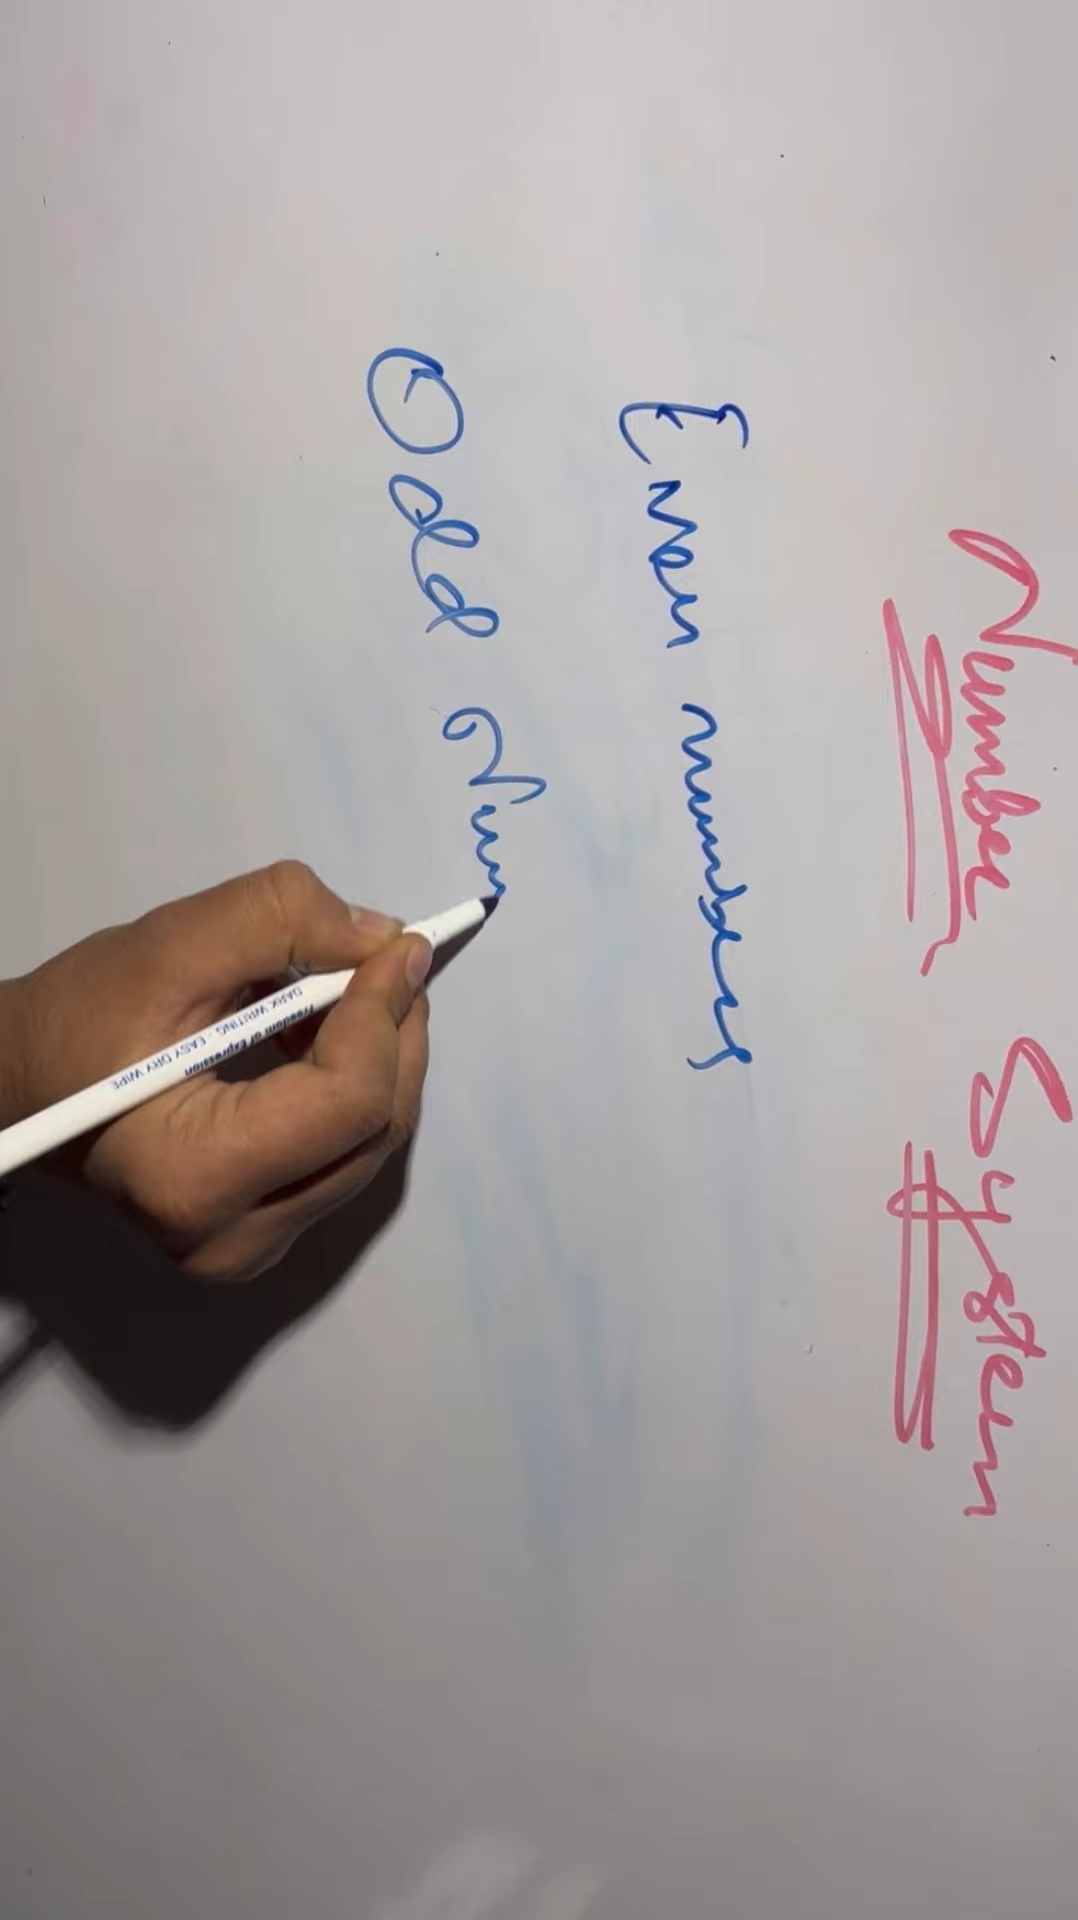 Number System
Even numbers
Odd Num
Freedom of Expression
DARK WRITING - EASY DRY WIPE